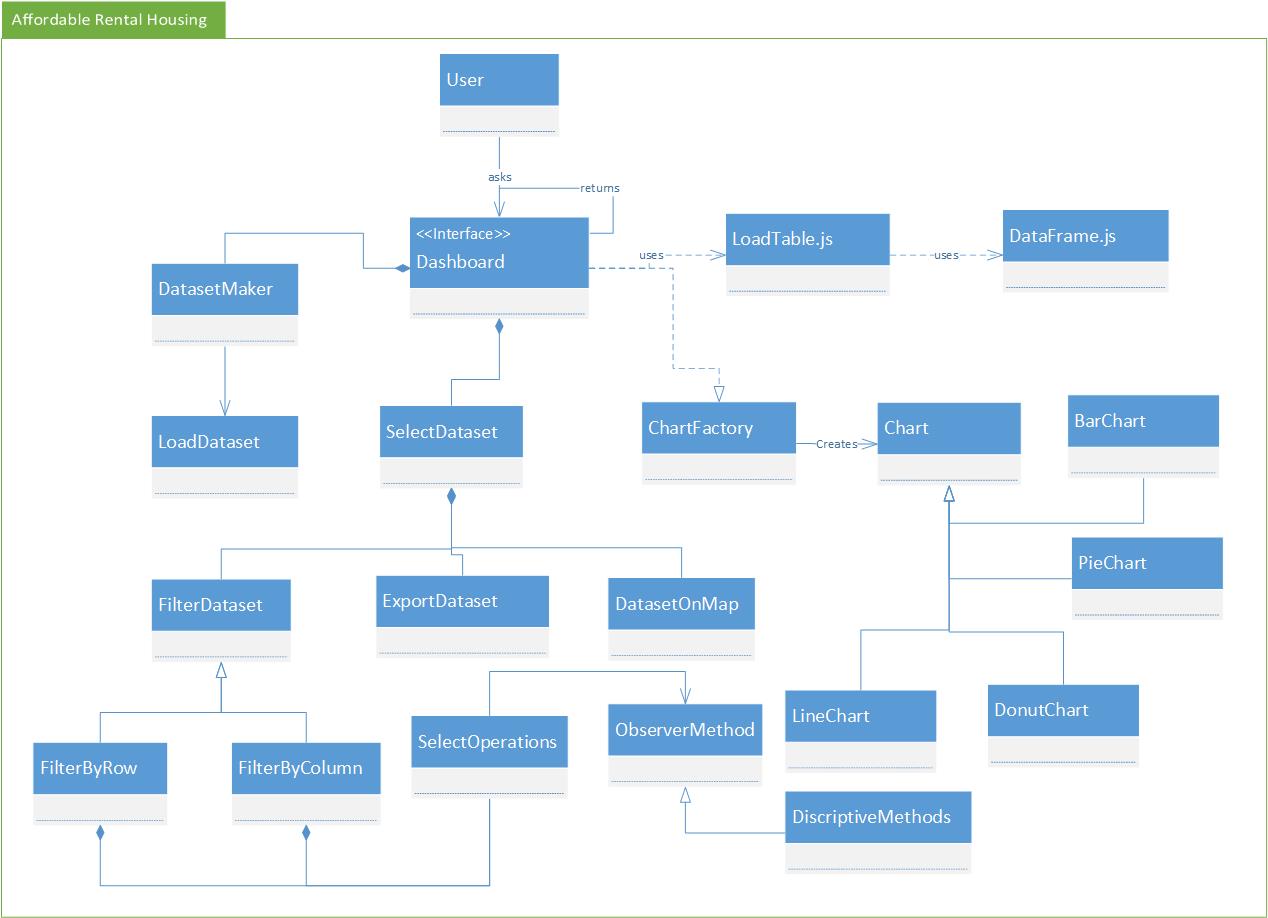 Affordable Rental Housing
User
asks
returns
<<Interface>>
Dashboard
uses
LoadTable.js
uses
DataFrame.js
DatasetMaker
LoadDataset
SelectDataset
ChartFactory
Creates
Chart
BarChart
PieChart
FilterDataset
ExportDataset
DatasetOnMap
LineChart
DonutChart
FilterByRow
FilterByColumn
SelectOperations
ObserverMethod
DiscriptiveMethods